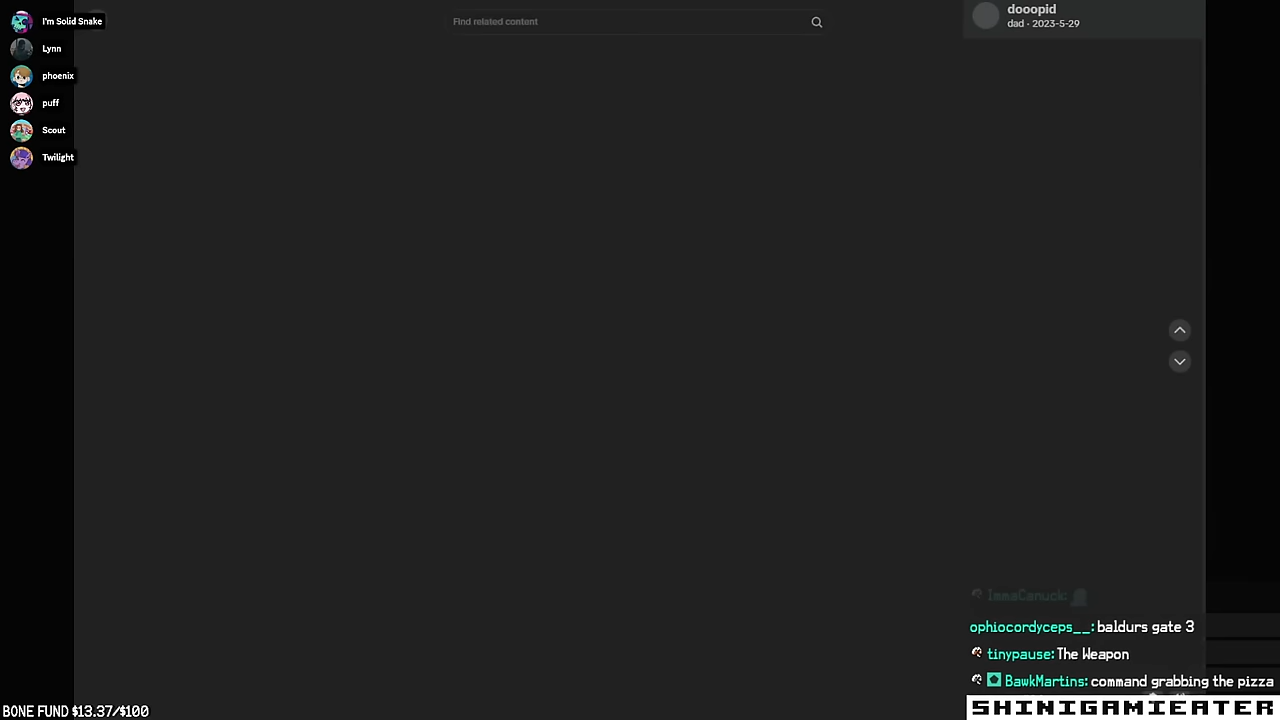 I'm Solid Snake
Lynn
phoenix
puff
Scout
Twilight
Find related content
dooopid
dad · 2023-5-29
ImmaCanuck:
ophiocordyceps__: baldurs gate 3
tinypause: The Weapon
BawkMartins: command grabbing the pizza
SHINIGAMIEATER
BONE FUND $13.37/$100